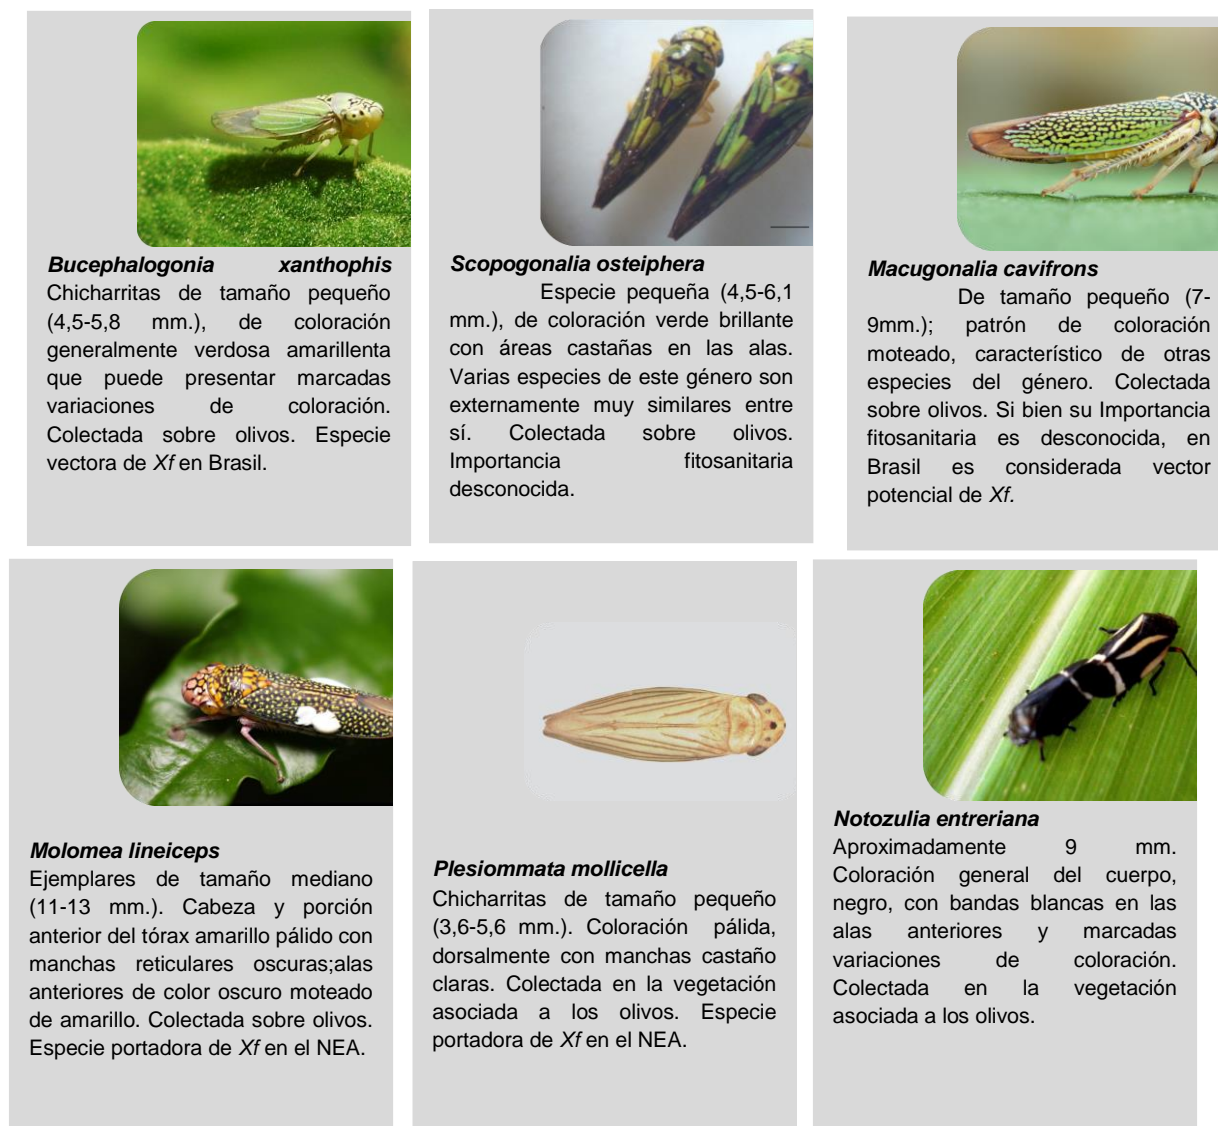 Bucephalogonia xanthophis
Chicharritas de tamaño pequeño
(4,5-5,8 mm.), de coloración
generalmente verdosa amarillenta
que puede presentar marcadas
variaciones de coloración.
Colectada sobre olivos. Especie
vectora de Xf en Brasil.
Scopogonalia osteiphera
Especie pequeña (4,5-6,1
mm.), de coloración verde brillante
con áreas castañas en las alas.
Varias especies de este género son
externamente muy similares entre
sí. Colectada sobre olivos.
Importancia fitosanitaria
desconocida.
Macugonalia cavifrons
De tamaño pequeño (7-
9mm.); patrón de coloración
moteado, característico de otras
especies del género. Colectada
sobre olivos. Si bien su Importancia
fitosanitaria es desconocida, en
Brasil es considerada vector
potencial de Xf.
Molomea lineiceps
Ejemplares de tamaño mediano
(11-13 mm.). Cabeza y porción
anterior del tórax amarillo pálido con
manchas reticulares oscuras;alas
anteriores de color oscuro moteado
de amarillo. Colectada sobre olivos.
Especie portadora de Xf en el NEA.
Plesiommata mollicella
Chicharritas de tamaño pequeño
(3,6-5,6 mm.). Coloración pálida,
dorsalmente con manchas castaño
claras. Colectada en la vegetación
asociada a los olivos. Especie
portadora de Xf en el NEA.
Notozulia entreriana
Aproximadamente 9 mm.
Coloración general del cuerpo,
negro, con bandas blancas en las
alas anteriores y marcadas
variaciones de coloración.
Colectada en la vegetación
asociada a los olivos.